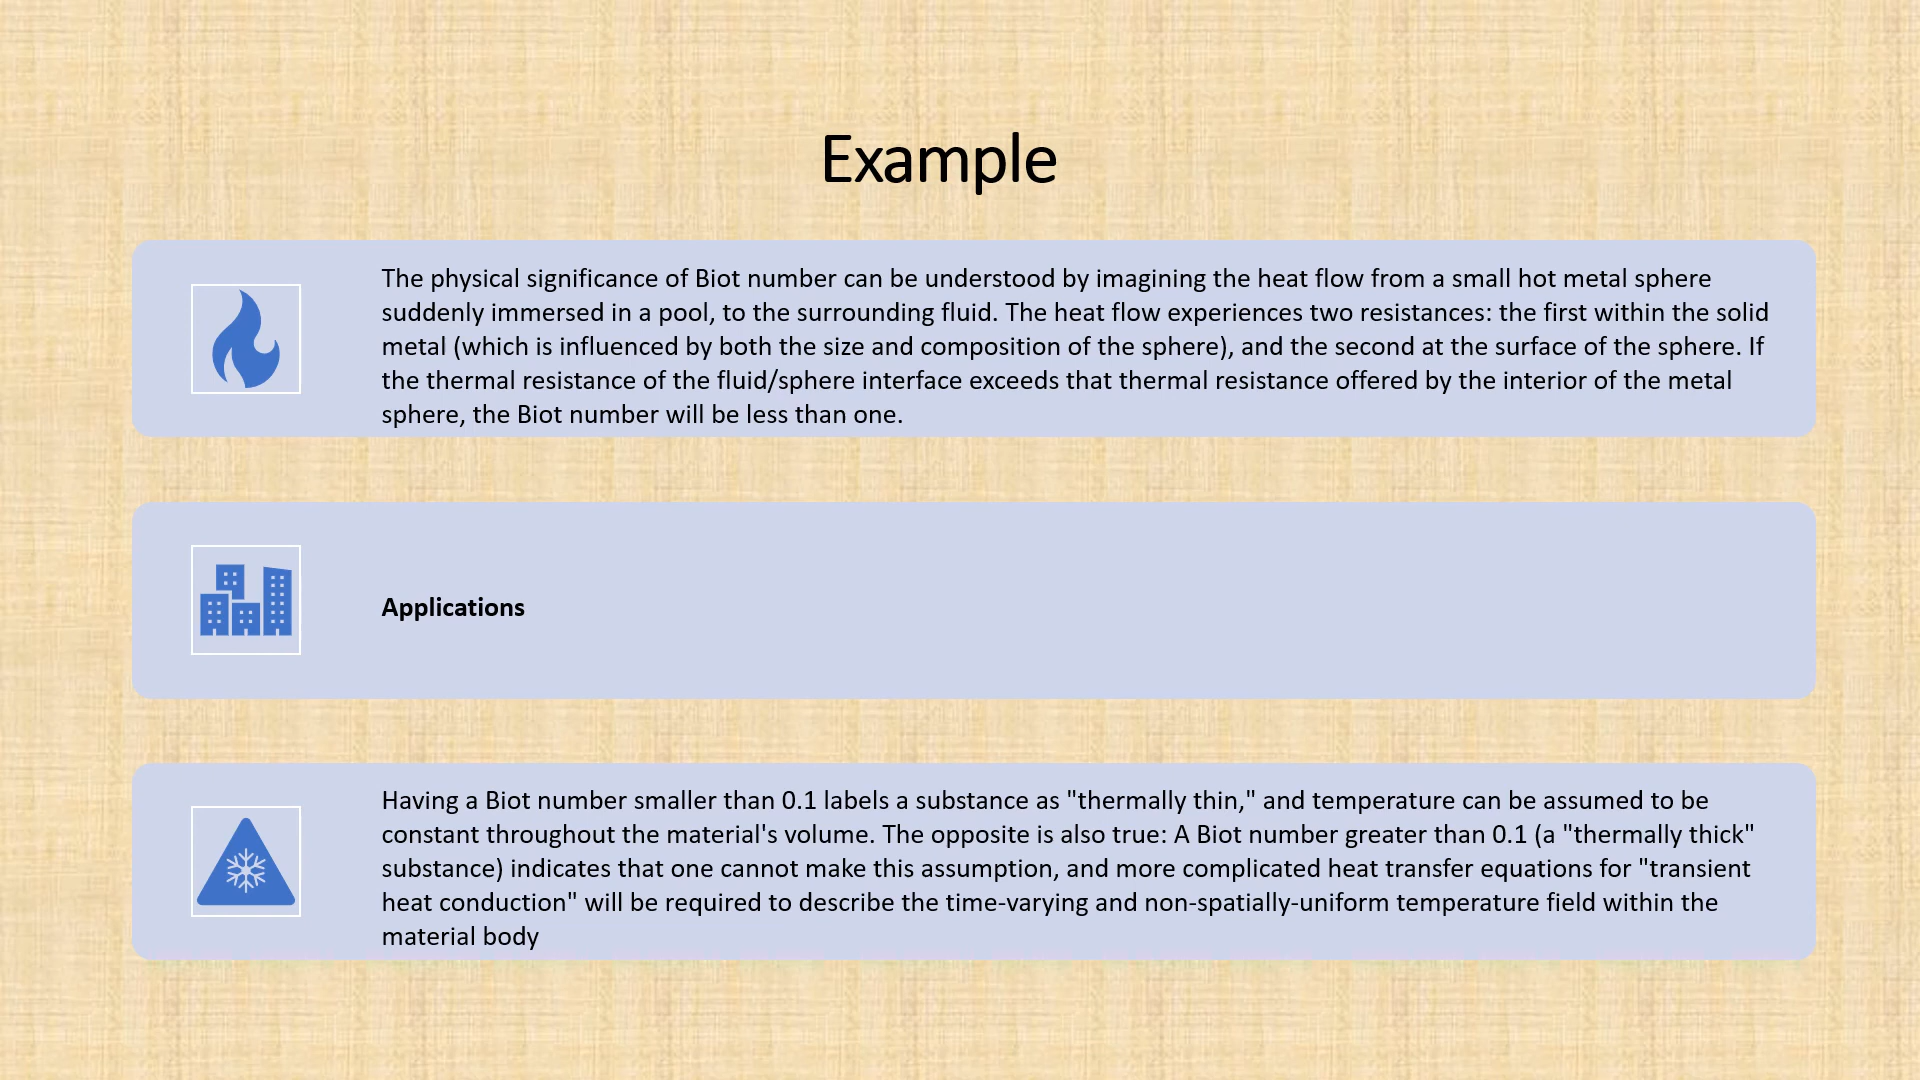 Example
The physical significance of Biot number can be understood by imagining the heat flow from a small hot metal sphere
suddenly immersed in a pool, to the surrounding fluid. The heat flow experiences two resistances: the first within the solid
metal (which is influenced by both the size and composition of the sphere), and the second at the surface of the sphere. If
the thermal resistance of the fluid/sphere interface exceeds that thermal resistance offered by the interior of the metal
sphere, the Biot number will be less than one.
Applications
Having a Biot number smaller than 0.1 labels a substance as "thermally thin," and temperature can be assumed to be
constant throughout the material's volume. The opposite is also true: A Biot number greater than 0.1 (a "thermally thick"
substance) indicates that one cannot make this assumption, and more complicated heat transfer equations for "transient
heat conduction" will be required to describe the time-varying and non-spatially-uniform temperature field within the
material body